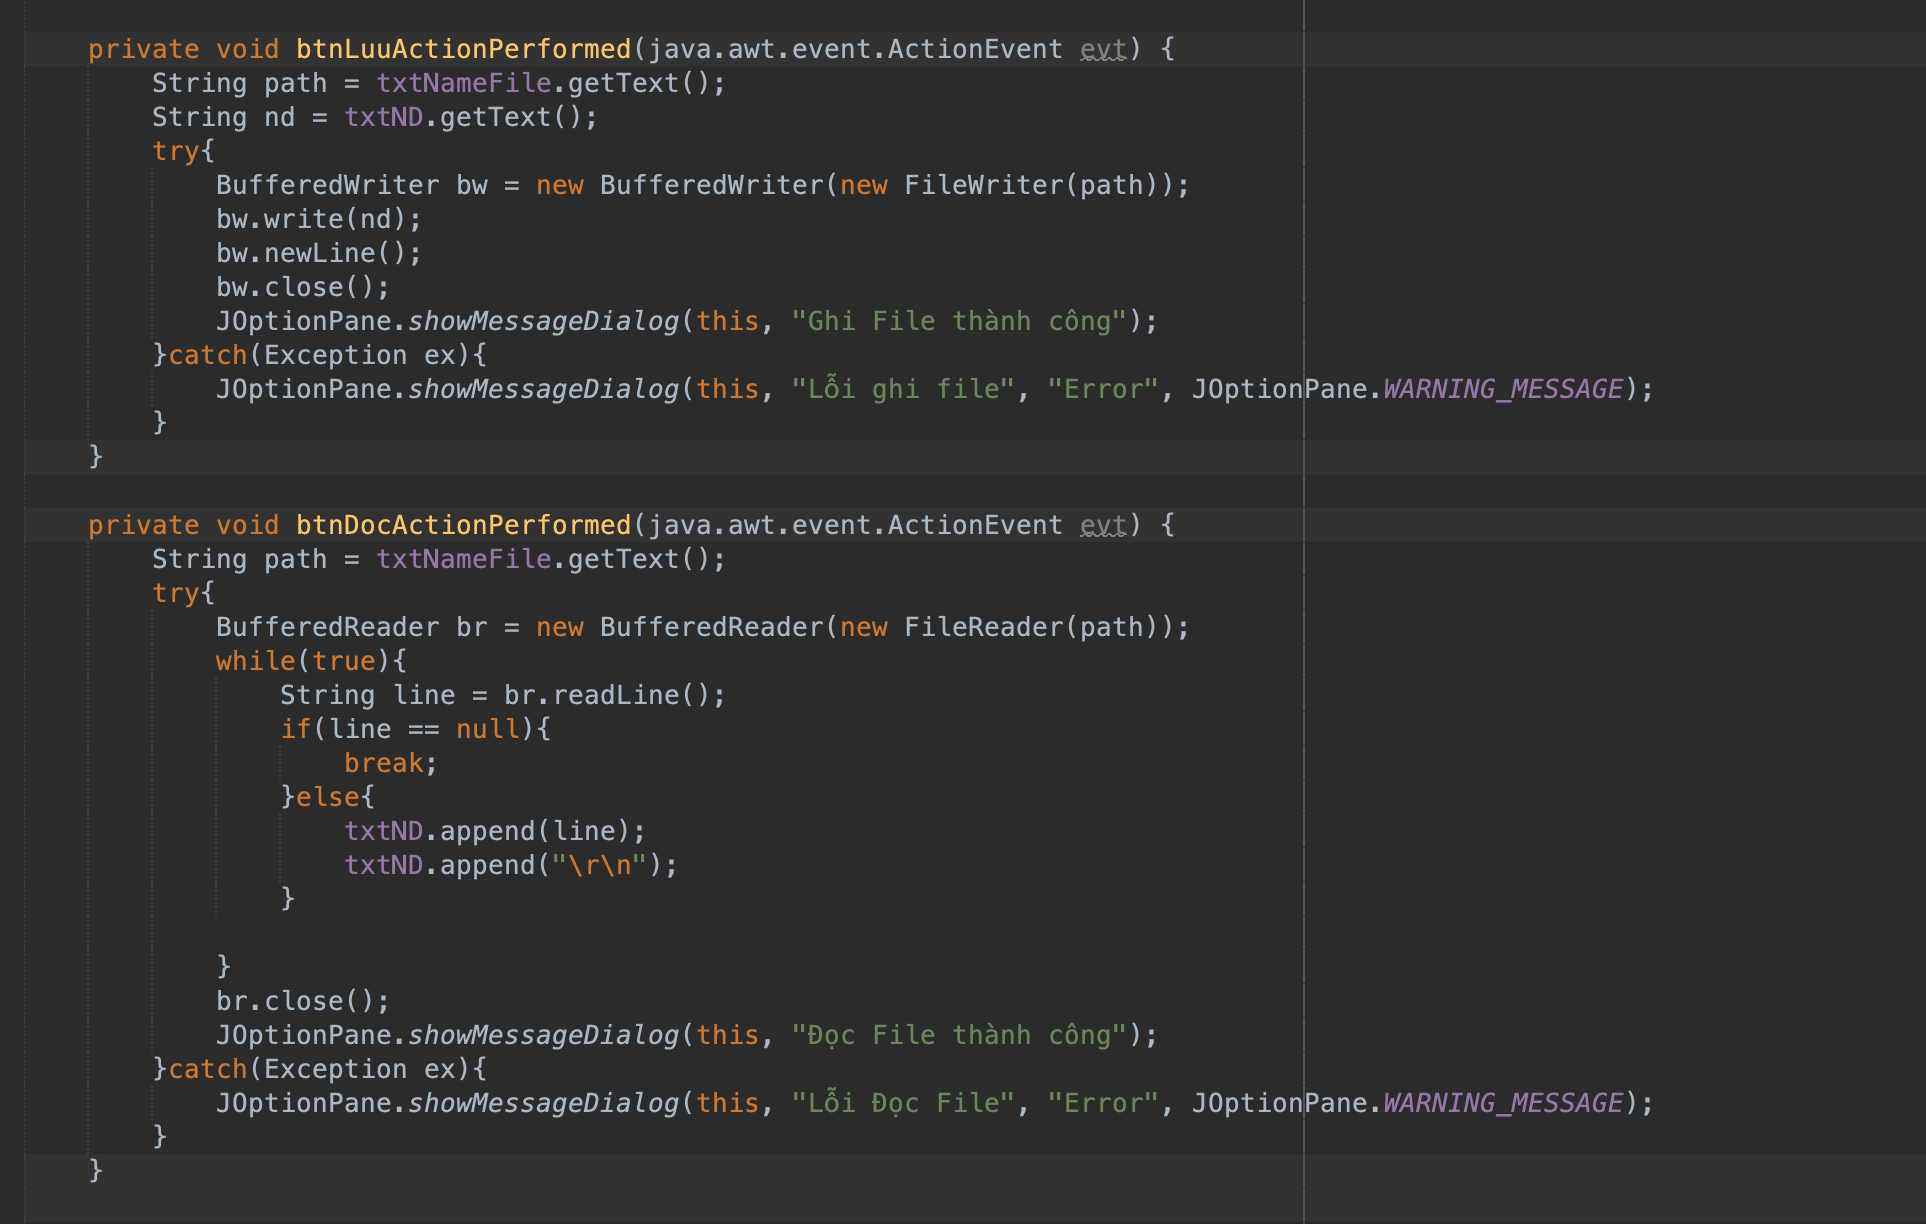 private void btnLuuActionPerformed(java.awt.event.ActionEvent evt) {
String path = txtNameFile.getText();
String nd = txtND.getText();
try{
BufferedWriter bw = new BufferedWriter(new FileWriter(path));
bw.write(nd);
bw.newLine();
bw.close();
JOptionPane.showMessageDialog(this, "Ghi File thành công");
}catch(Exception ex){
JOptionPane.showMessageDialog(this, "Lỗi ghi file", "Error", JOptionPane.WARNING_MESSAGE);
}
}
private void btnDocActionPerformed(java.awt.event.ActionEvent evt) {
String path = txtNameFile.getText();
try{
BufferedReader br = new BufferedReader(new FileReader(path));
while(true){
String line = br.readLine();
if(line == null){
break;
}else{
txtND.append(line);
txtND.append("\r\n");
}
}
br.close();
JOptionPane.showMessageDialog(this, "Đọc File thành công");
}catch(Exception ex){
JOptionPane.showMessageDialog(this, "Lỗi Đọc File", "Error", JOptionPane.WARNING_MESSAGE);
}
}